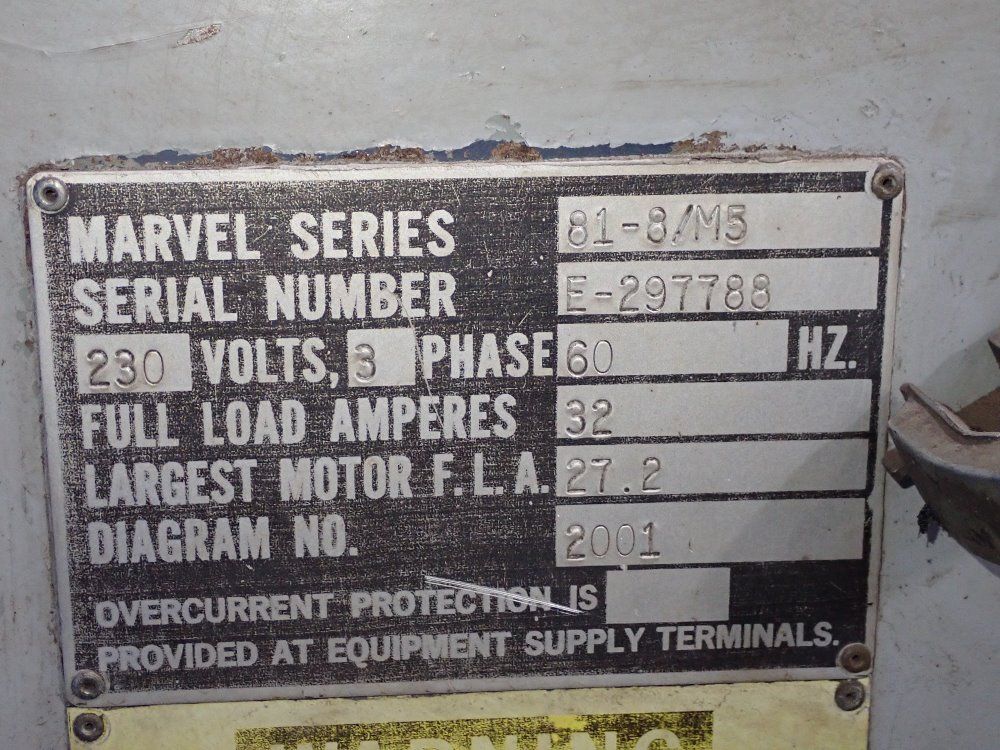 MARVEL SERIES 81-8/M5
SERIAL NUMBER E-297788
230 VOLTS, 3 PHASE 60 HZ.
FULL LOAD AMPERES 32
LARGEST MOTOR F.L.A. 27.2
DIAGRAM NO. 2001
OVERCURRENT PROTECTION IS
PROVIDED AT EQUIPMENT SUPPLY TERMINALS.
WARNING